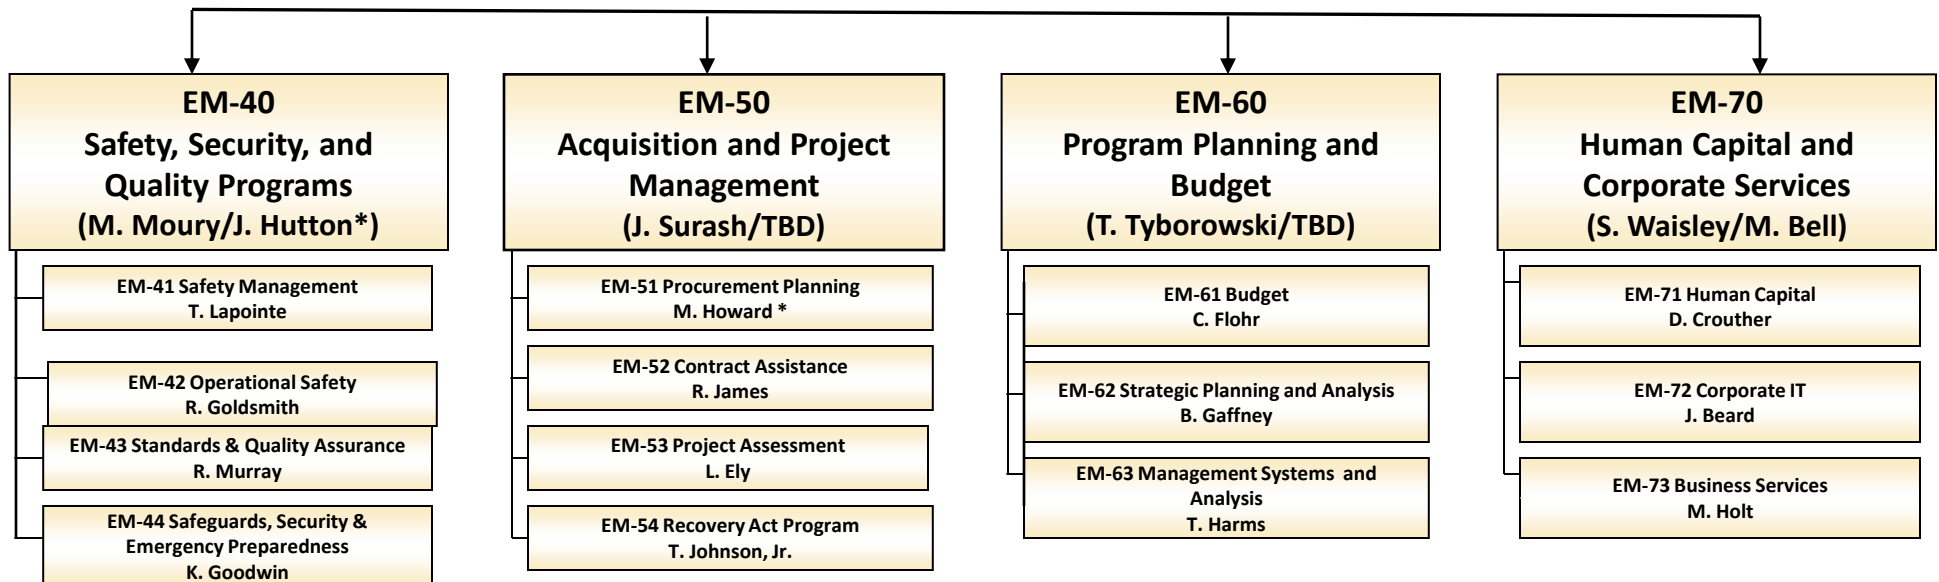 EM-40
Safety, Security, and
Quality Programs
(M. Moury/J. Hutton*)
EM-41 Safety Management
T. Lapointe
EM-42 Operational Safety
R. Goldsmith
EM-43 Standards & Quality Assurance
R. Murray
EM-44 Safeguards, Security &
Emergency Preparedness
K. Goodwin
EM-50
Acquisition and Project
Management
(J. Surash/TBD)
EM-51 Procurement Planning
M. Howard *
EM-52 Contract Assistance
R. James
EM-53 Project Assessment
L. Ely
EM-54 Recovery Act Program
T. Johnson, Jr.
EM-60
Program Planning and
Budget
(T. Tyborowski/TBD)
EM-61 Budget
C. Flohr
EM-62 Strategic Planning and Analysis
B. Gaffney
EM-63 Management Systems and
Analysis
T. Harms
EM-70
Human Capital and
Corporate Services
(S. Waisley/M. Bell)
EM-71 Human Capital
D. Crouther
EM-72 Corporate IT
J. Beard
EM-73 Business Services
M. Holt